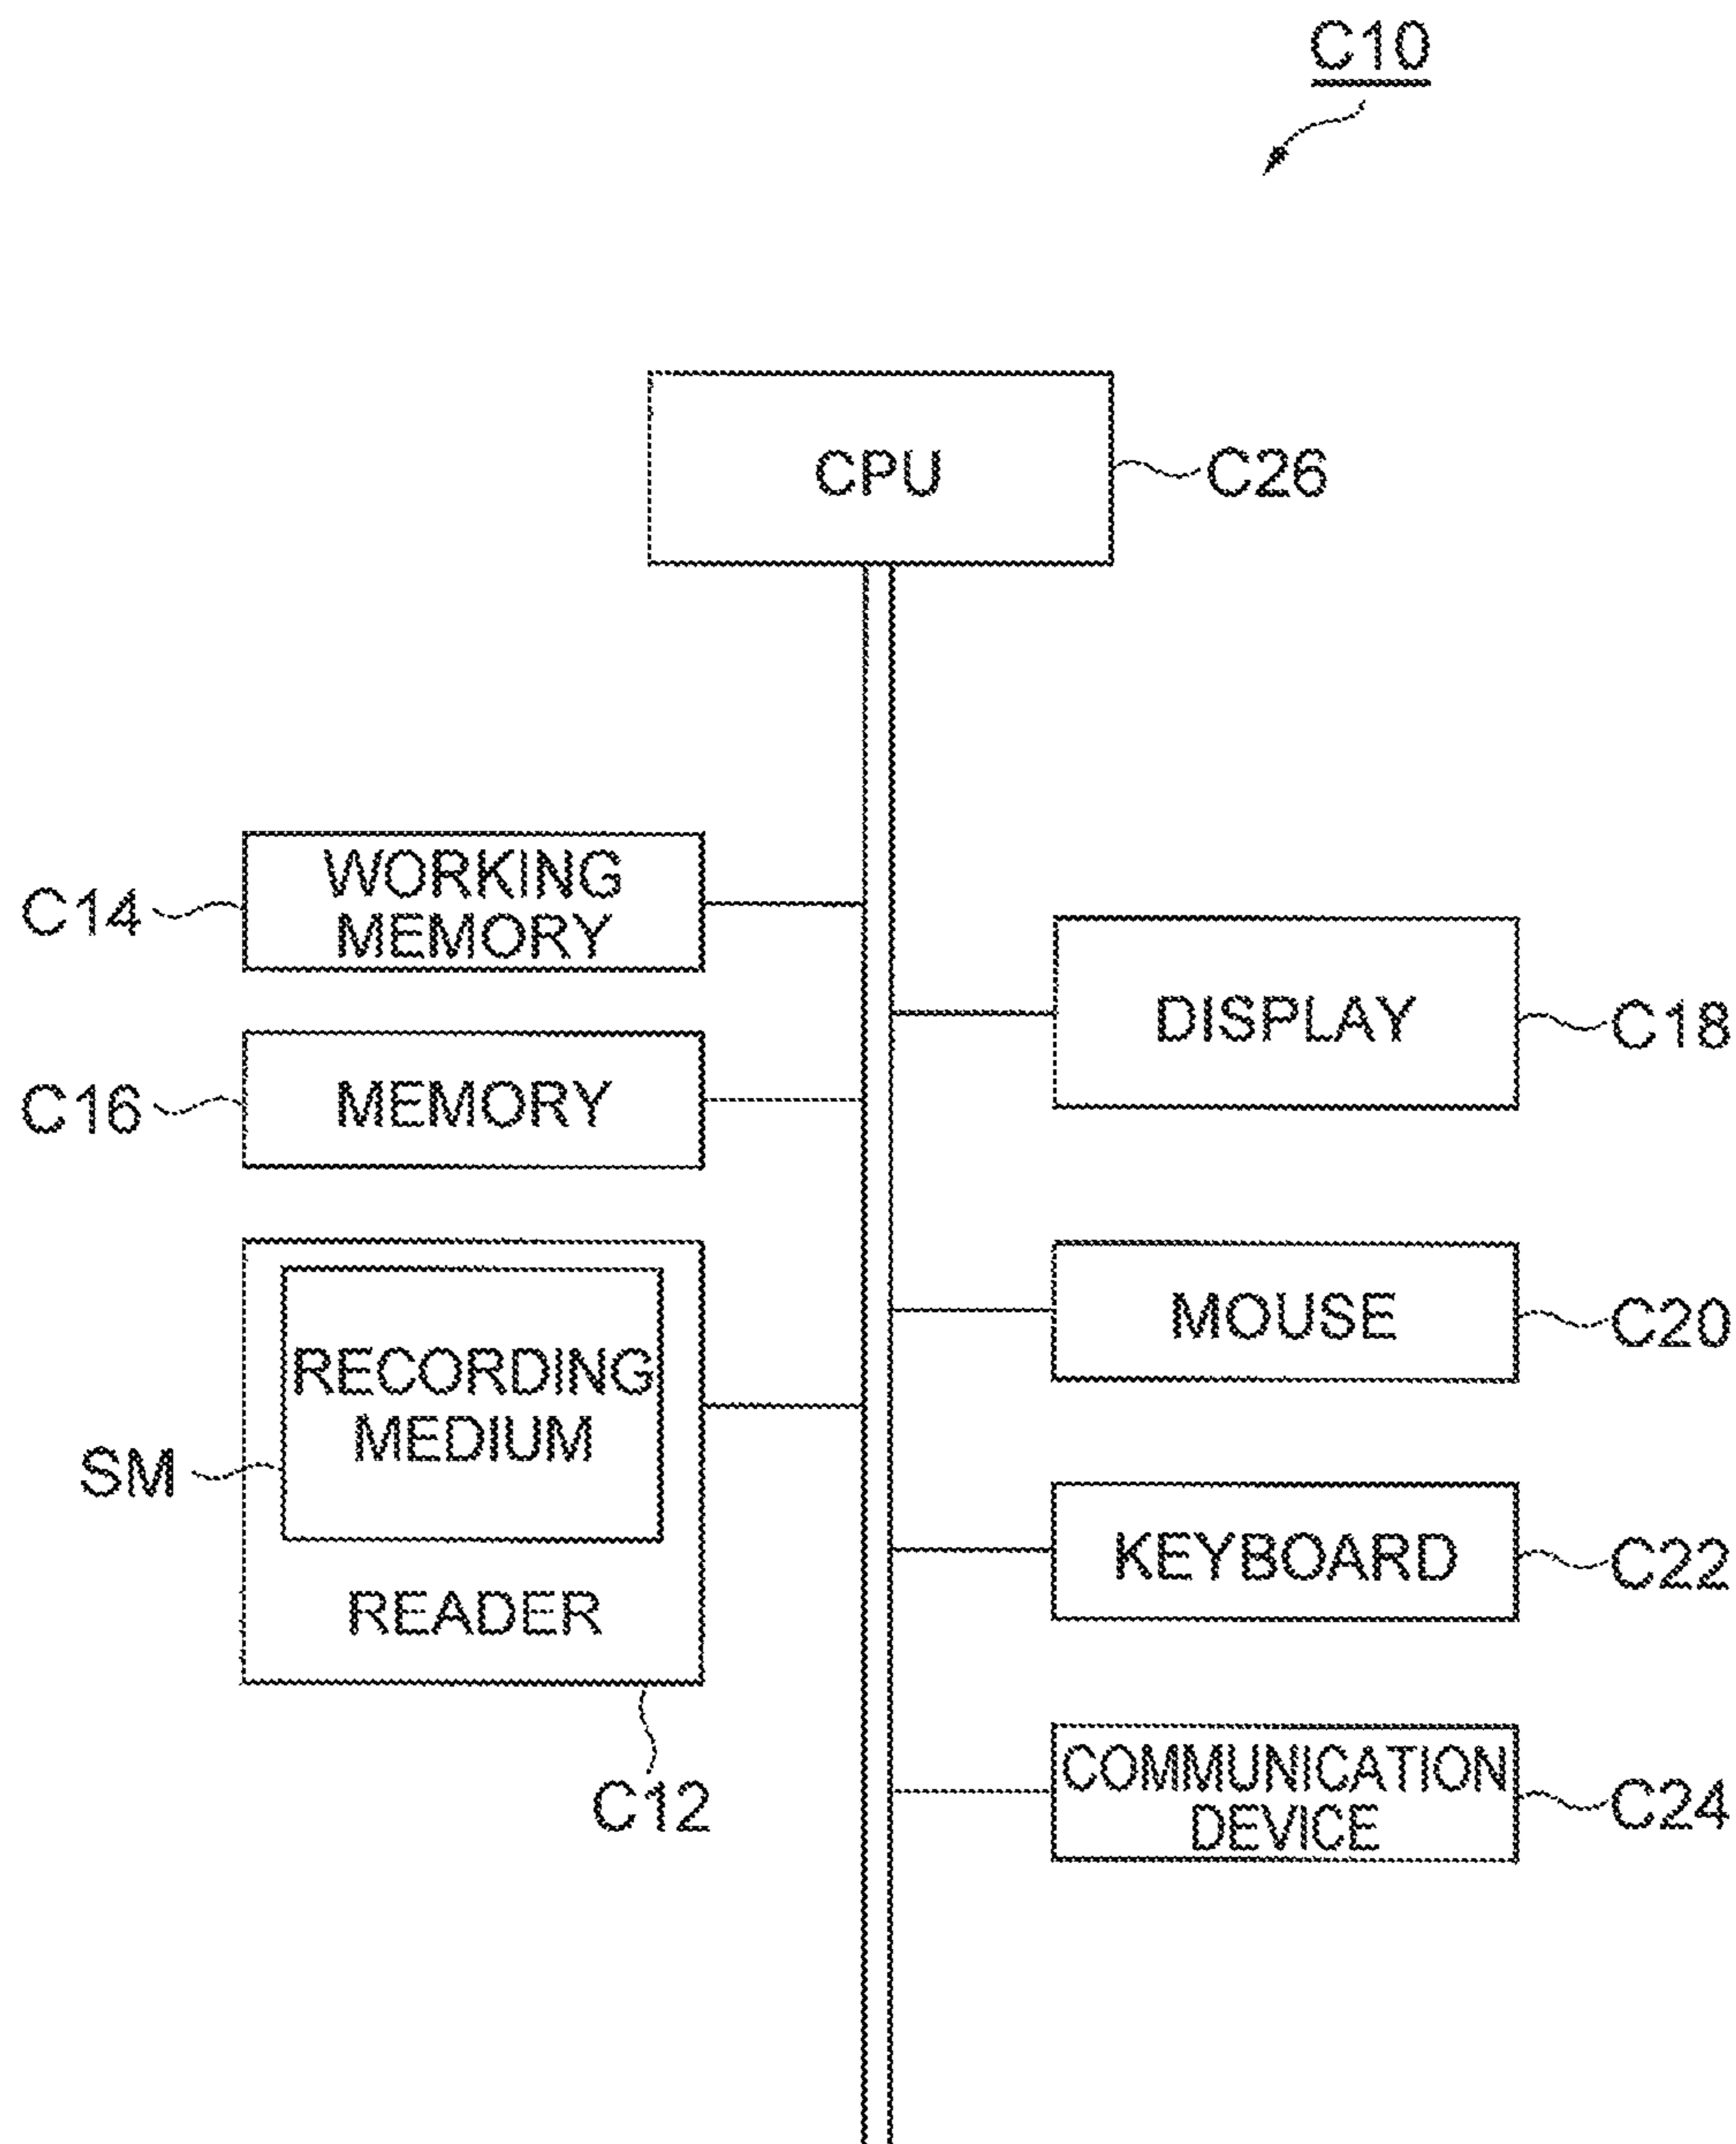 C10
CPU
C26
WORKING
MEMORY
C14
DISPLAY
C18
MEMORY
C16
MOUSE
C20
RECORDING
MEDIUM
SM
READER
C12
KEYBOARD
C22
COMMUNICATION
DEVICE
C24